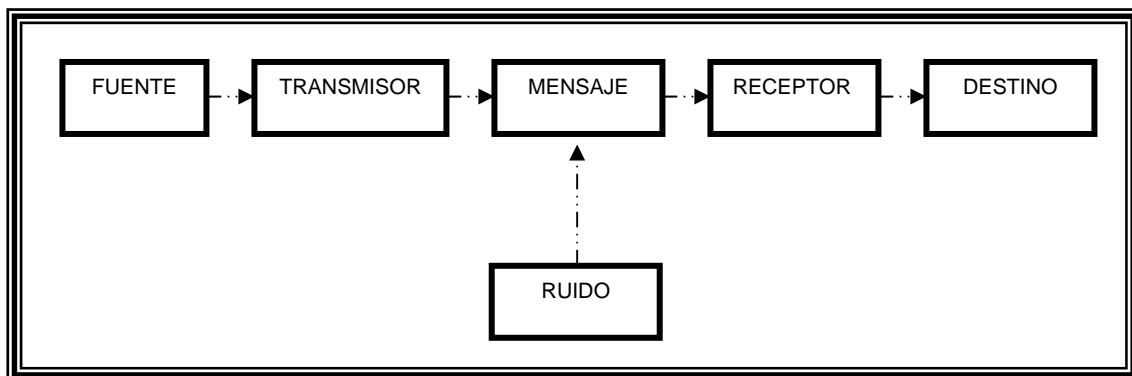 FUENTE
TRANSMISOR
MENSAJE
RECEPTOR
DESTINO
RUIDO